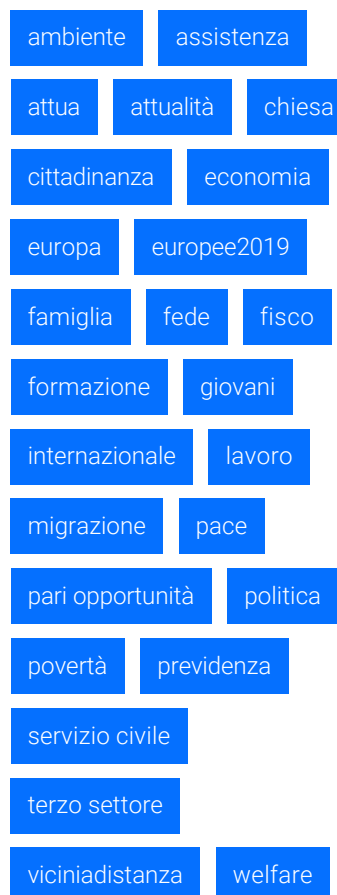 ambiente assistenza
attua attualità chiesa
cittadinanza economia
europa europee2019
famiglia fede fisco
formazione giovani
internazionale lavoro
migrazione pace
pari opportunità politica
povertà previdenza
servizio civile
terzo settore
viciniadistanza welfare